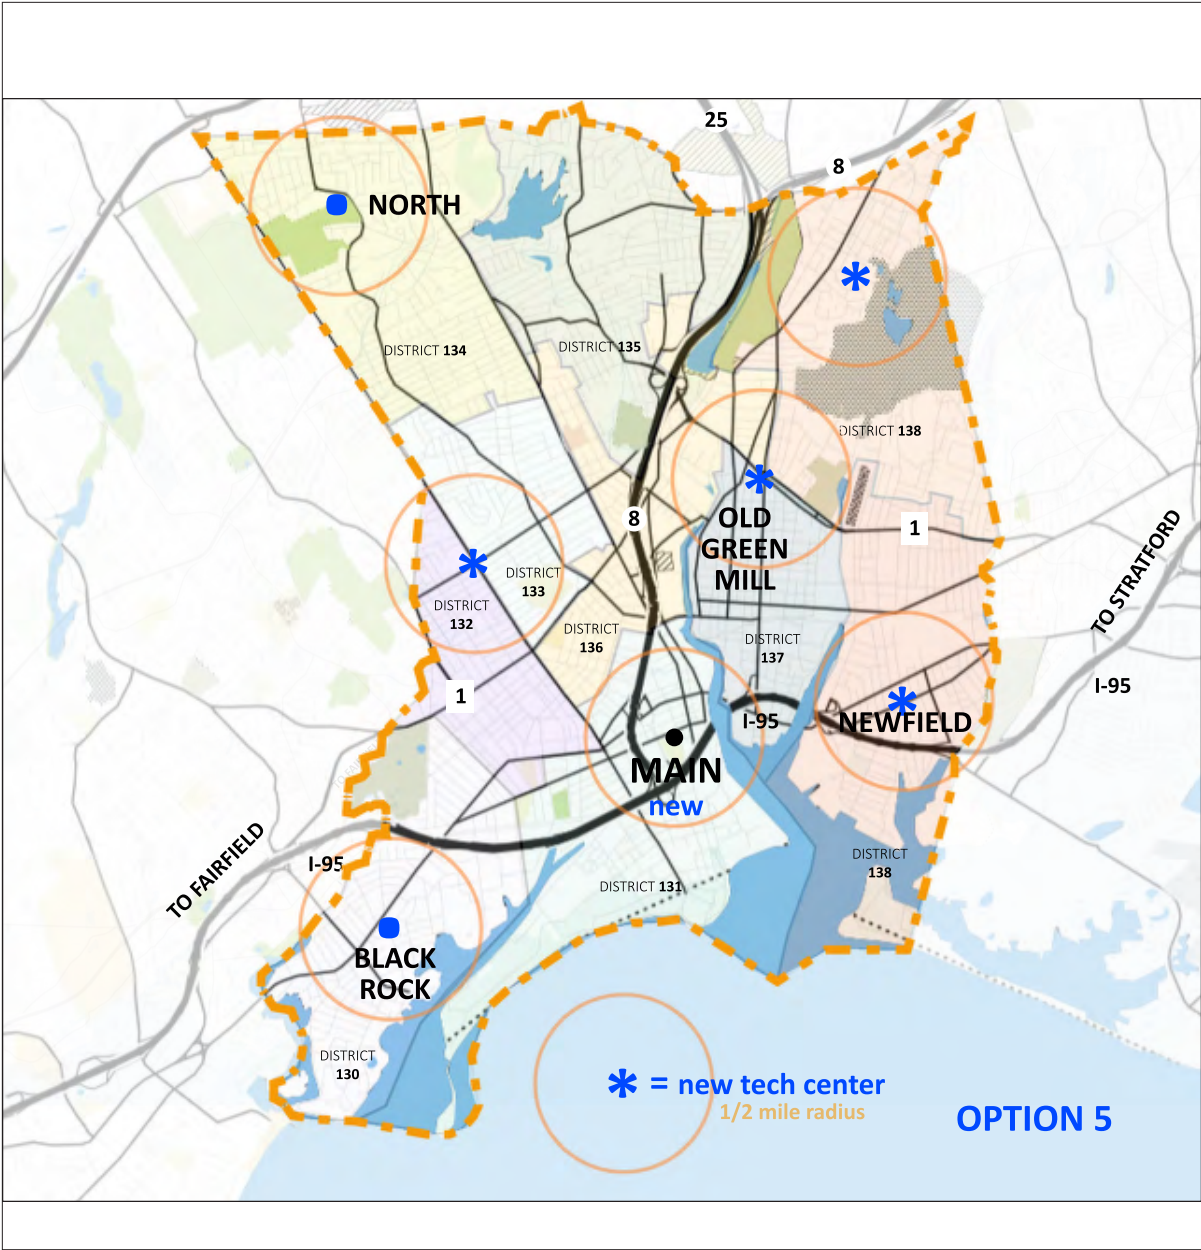 25
8
NORTH
DISTRICT 134
DISTRICT 135
DISTRICT 138
8
OLD
GREEN
MILL
1
DISTRICT
133
DISTRICT
132
DISTRICT
136
DISTRICT
137
TO STRATFORD
I-95
1
I-95
NEWFIELD
MAIN
new
TO FAIRFIELD
I-95
DISTRICT
138
DISTRICT 131
BLACK
ROCK
DISTRICT
130
* = new tech center
1/2 mile radius
OPTION 5